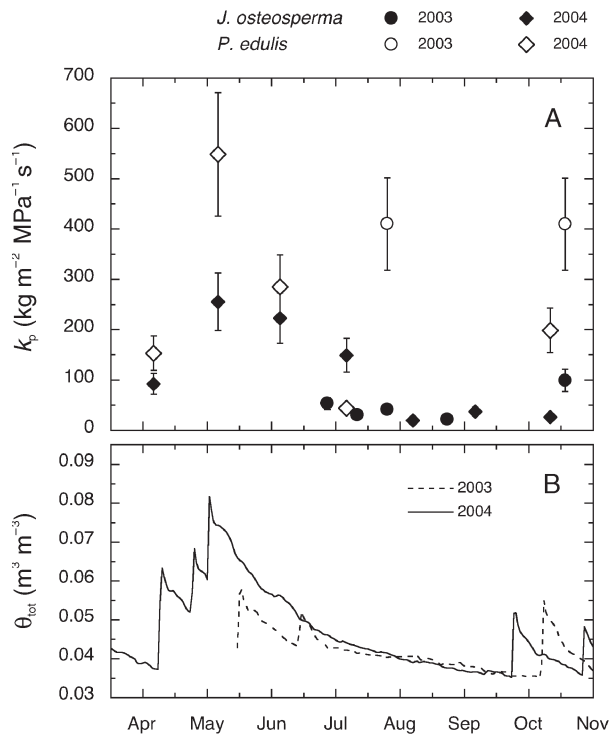 J. osteosperma 2003 2004
P. edulis 2003 2004
700
A
600
500
400
300
200
100
0
kp (kg m−2 MPa−1 s−1)
0.09
B
2003
0.08
2004
0.07
0.06
0.05
0.04
0.03
θtot (m3 m−3)
Apr May Jun Jul Aug Sep Oct Nov